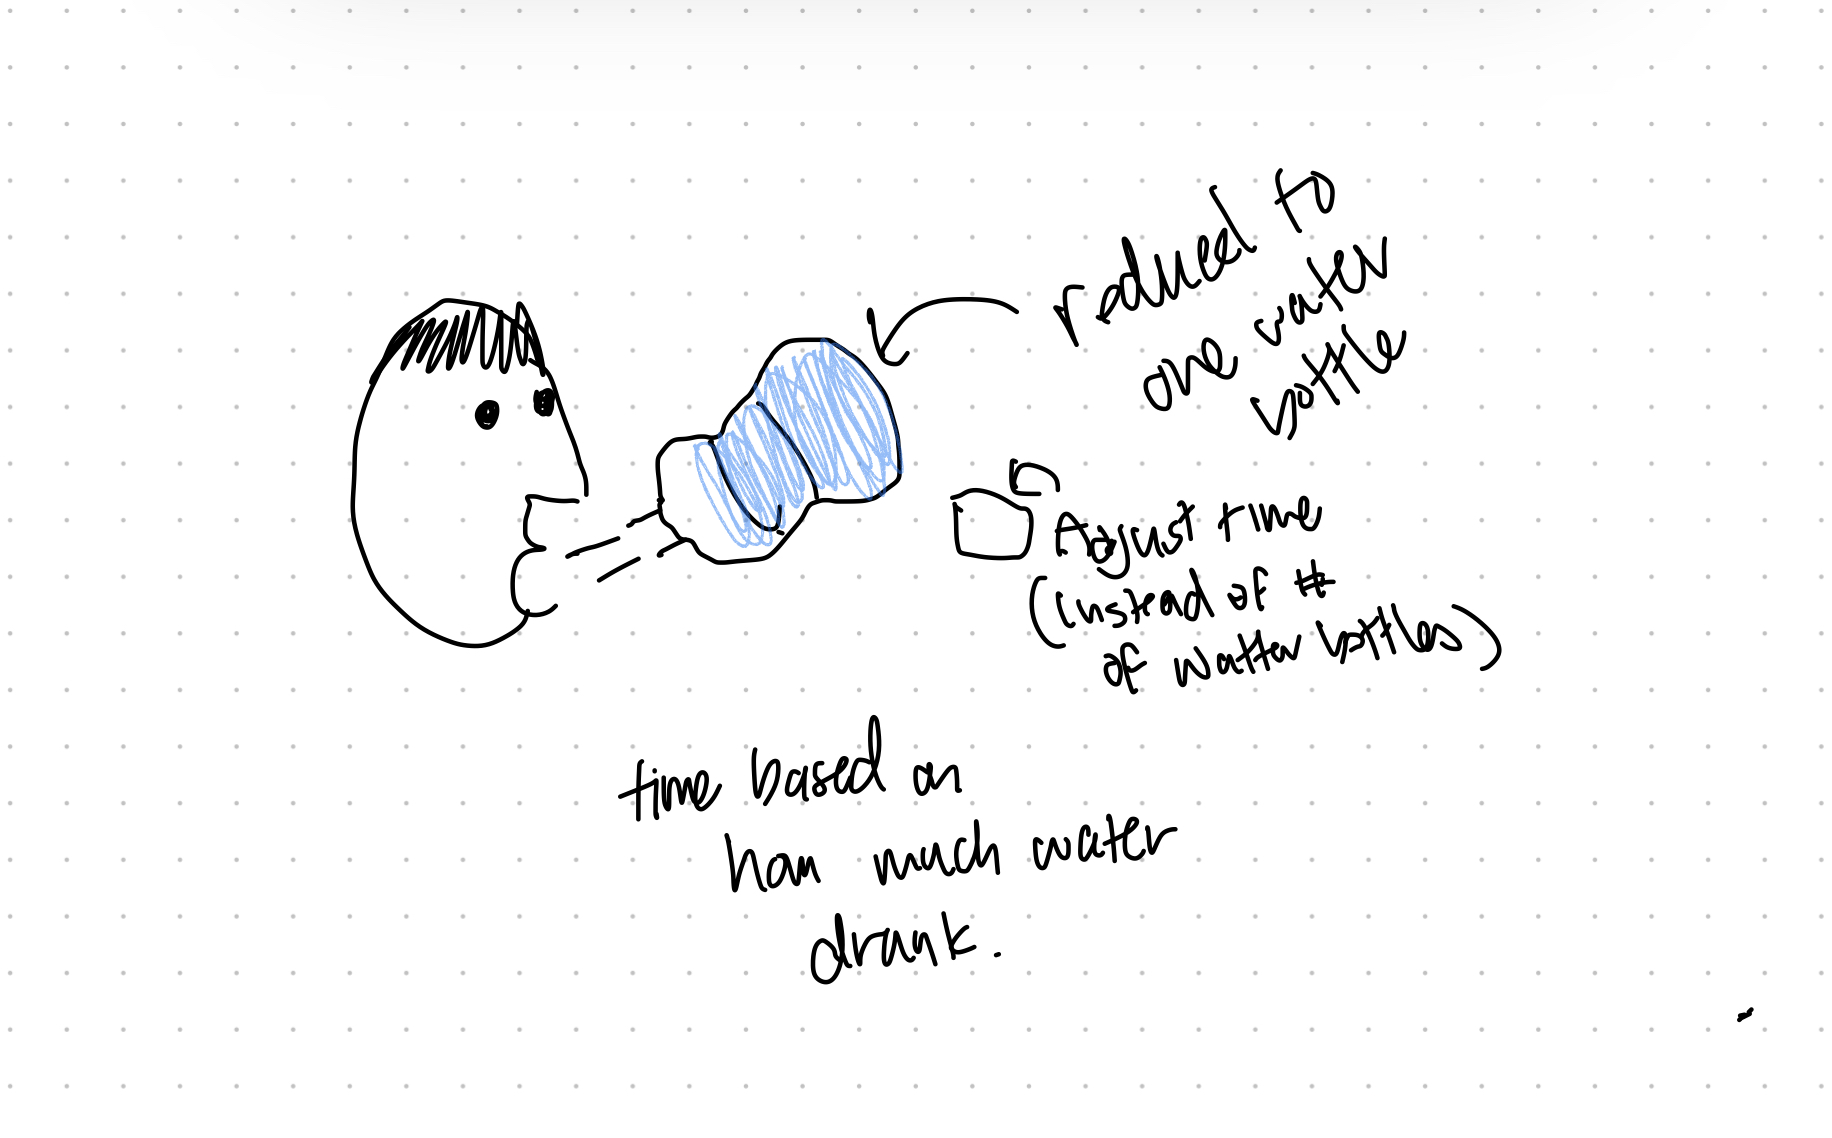 reduced to
one water
bottle
Adjust time
(instead of #
of watter bottles)
time based on
how much water
drank.